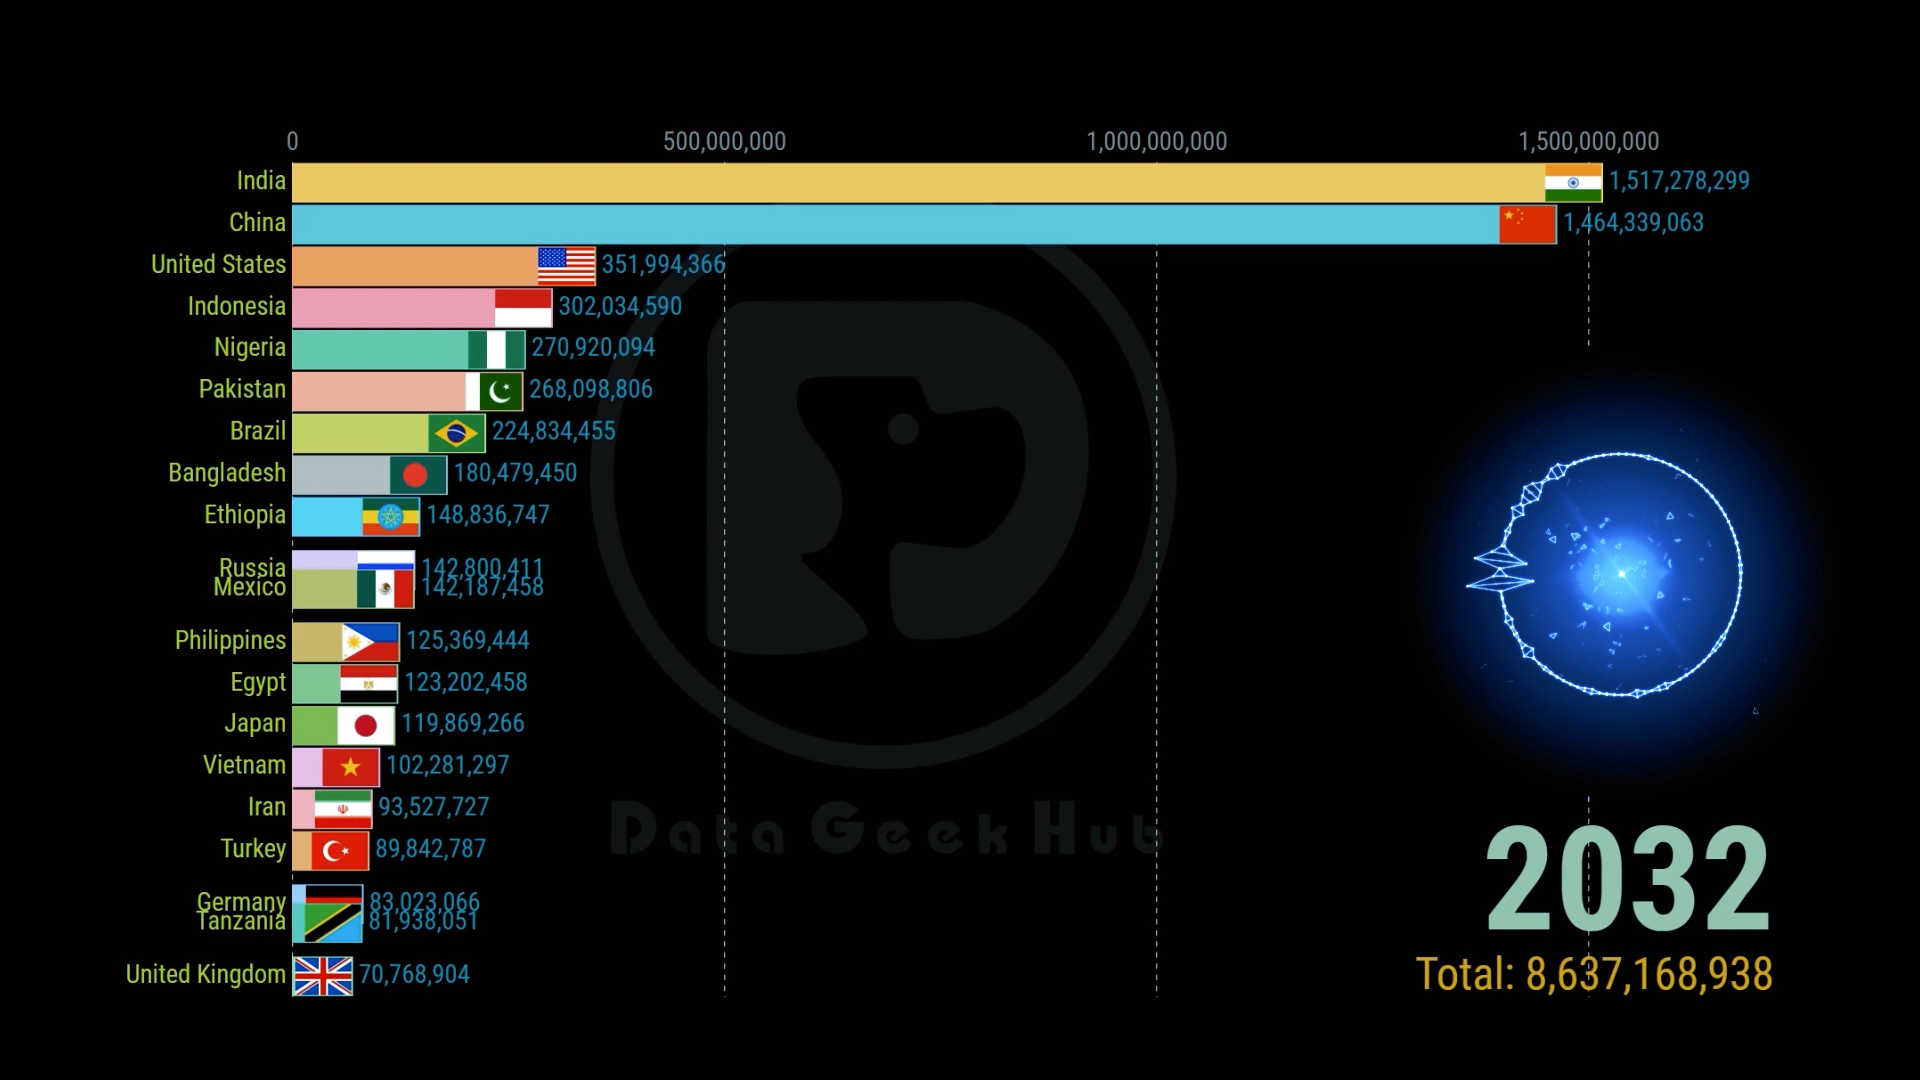 0 500,000,000 1,000,000,000 1,500,000,000
India 1,517,278,299
China 1,464,339,063
United States 351,994,366
Indonesia 302,034,590
Nigeria 270,920,094
Pakistan 268,098,806
Brazil 224,834,455
Bangladesh 180,479,450
Ethiopia 148,836,747
Russia 142,800,411
Mexico 142,187,458
Philippines 125,369,444
Egypt 123,202,458
Japan 119,869,266
Vietnam 102,281,297
Iran 93,527,727
Turkey 89,842,787
Germany 83,023,066
Tanzania 81,938,051
United Kingdom 70,768,904
Data Geek Hub
2032
Total: 8,637,168,938